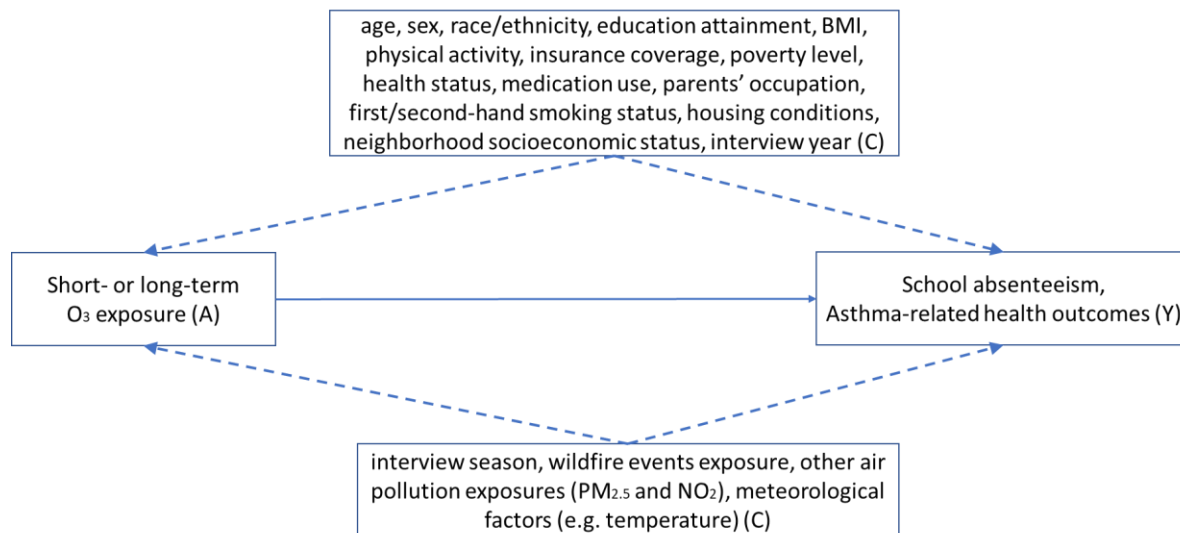 age, sex, race/ethnicity, education attainment, BMI,
physical activity, insurance coverage, poverty level,
health status, medication use, parents’ occupation,
first/second-hand smoking status, housing conditions,
neighborhood socioeconomic status, interview year (C)
Short- or long-term
O₃ exposure (A)
School absenteeism,
Asthma-related health outcomes (Y)
interview season, wildfire events exposure, other air
pollution exposures (PM₂.₅ and NO₂), meteorological
factors (e.g. temperature) (C)